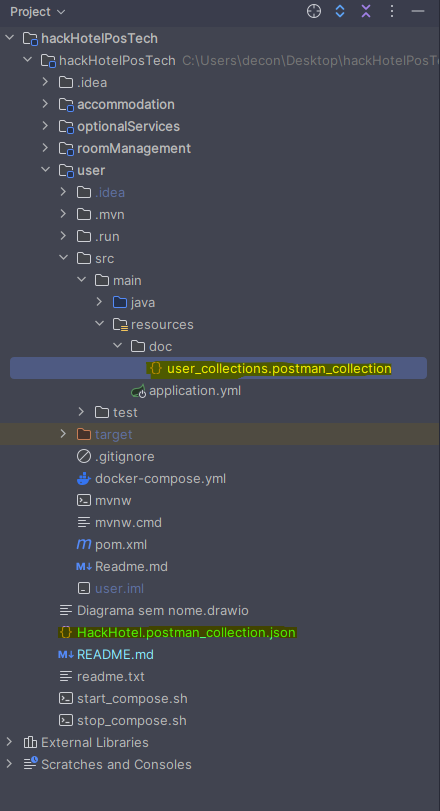 Project
hackHotelPosTech
hackHotelPosTech C:\Users\decon\Desktop\hackHotelPosT
.idea
accommodation
optionalServices
roomManagement
user
.idea
.mvn
.run
src
main
java
resources
doc
{} user_collections.postman_collection
application.yml
test
target
.gitignore
docker-compose.yml
mvnw
mvnw.cmd
m pom.xml
M↓ Readme.md
user.iml
Diagrama sem nome.drawio
{} HackHotel.postman_collection.json
M↓ README.md
readme.txt
start_compose.sh
stop_compose.sh
External Libraries
Scratches and Consoles